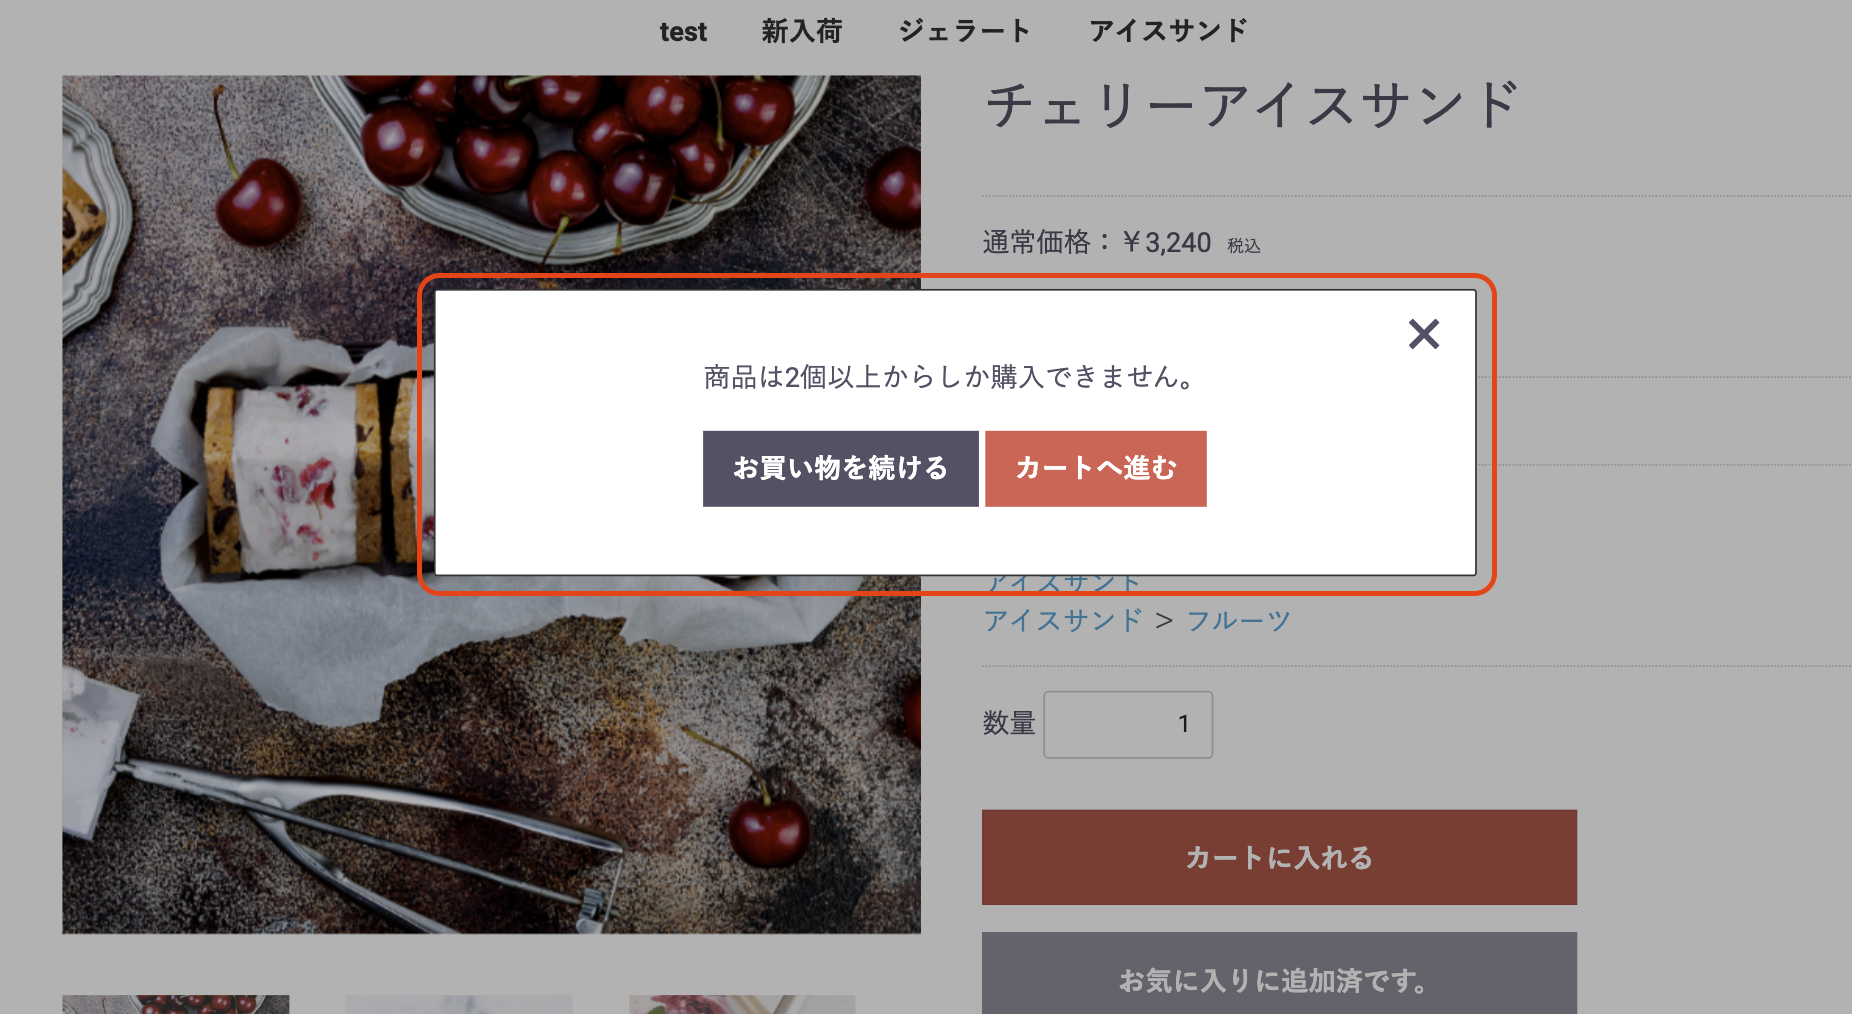 test 新入荷 ジェラート アイスサンド
チェリーアイスサンド
通常価格：￥3,240 税込
商品は2個以上からしか購入できません。
お買い物を続ける カートへ進む
アイスサンド
アイスサンド > フルーツ
数量 1
カートに入れる
お気に入りに追加済です。